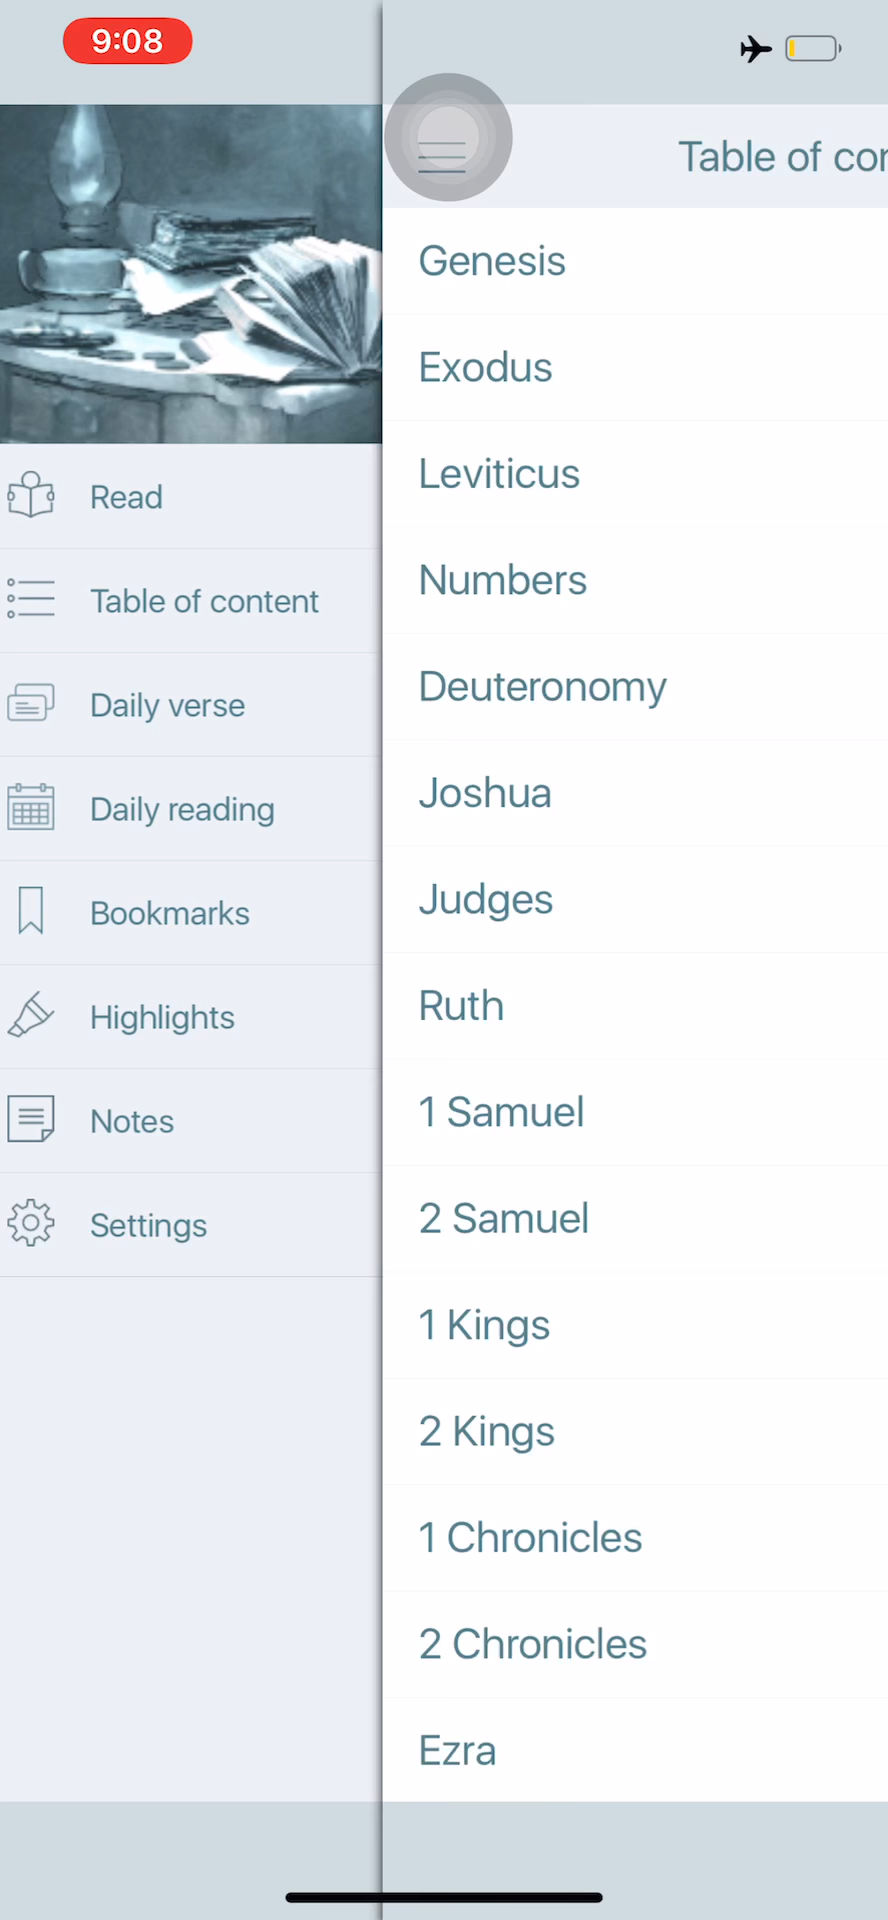 9:08
Read
Table of content
Daily verse
Daily reading
Bookmarks
Highlights
Notes
Settings
Table of cor
Genesis
Exodus
Leviticus
Numbers
Deuteronomy
Joshua
Judges
Ruth
1 Samuel
2 Samuel
1 Kings
2 Kings
1 Chronicles
2 Chronicles
Ezra